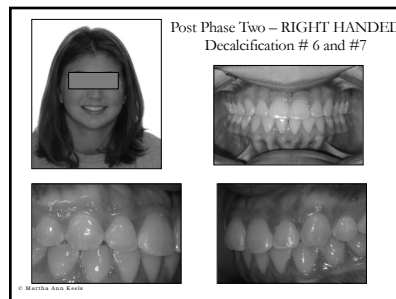 Post Phase Two – RIGHT HANDED
Decalcification # 6 and #7
© Martha Ann Keels